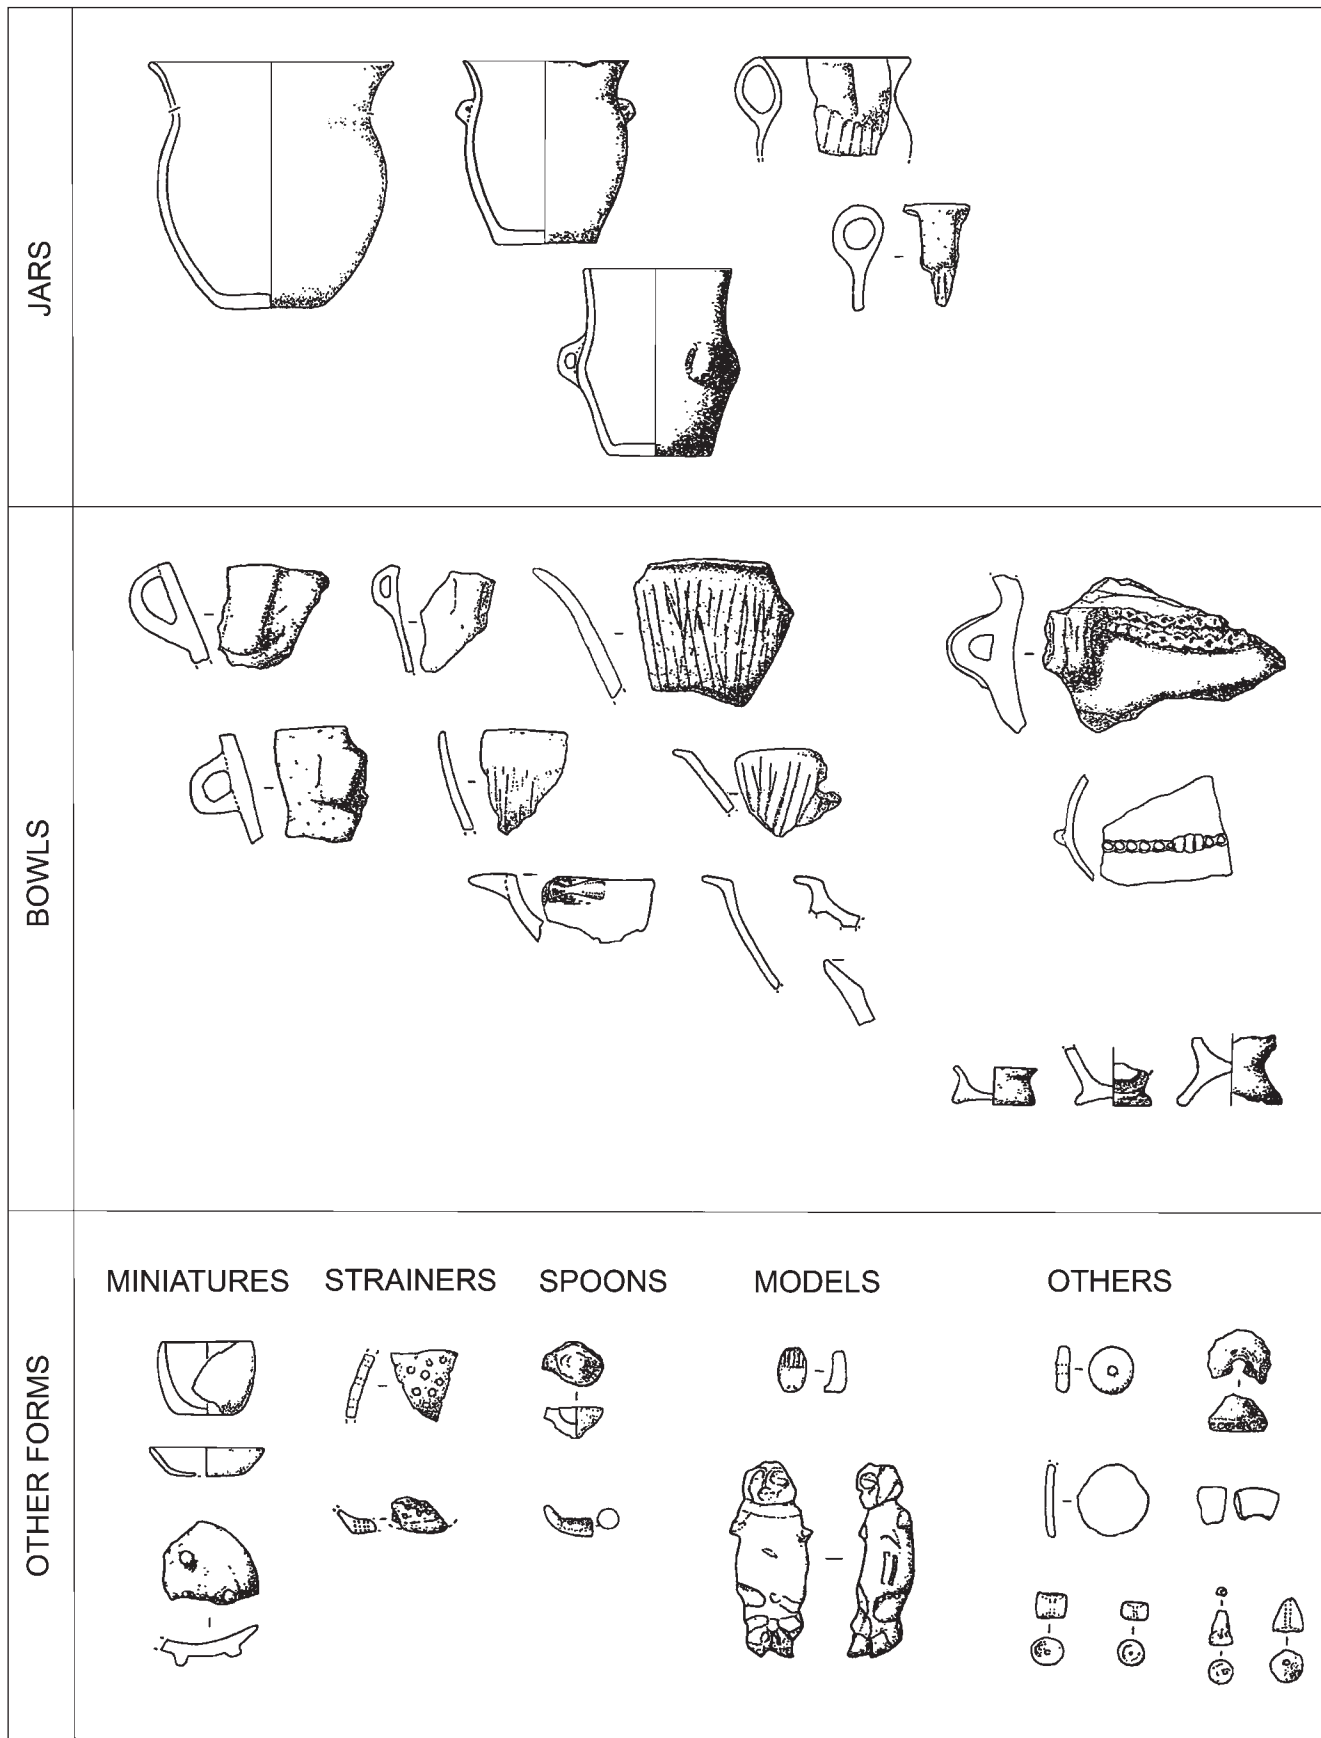 JARS
BOWLS
OTHER FORMS
MINIATURES
STRAINERS
SPOONS
MODELS
OTHERS